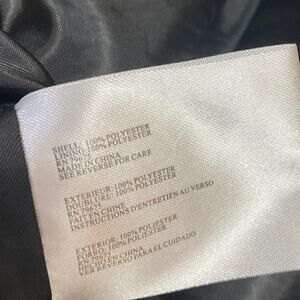 SHELL: 100% POLYESTER
LINING: 100% POLYESTER
RN 79675
MADE IN CHINA
SEE REVERSE FOR CARE
EXTERIEUR: 100% POLYESTER
DOUBLURE: 100% POLYESTER
RN 79675
FAIT EN CHINE
INSTRUCTIONS D'ENTRETIEN AU VERSO
EXTERIOR: 100% POLYESTER
FORRO: 100% POLYESTER
RN 79675
HECHO EN CHINA
VER REVERSO PARA EL CUIDADO